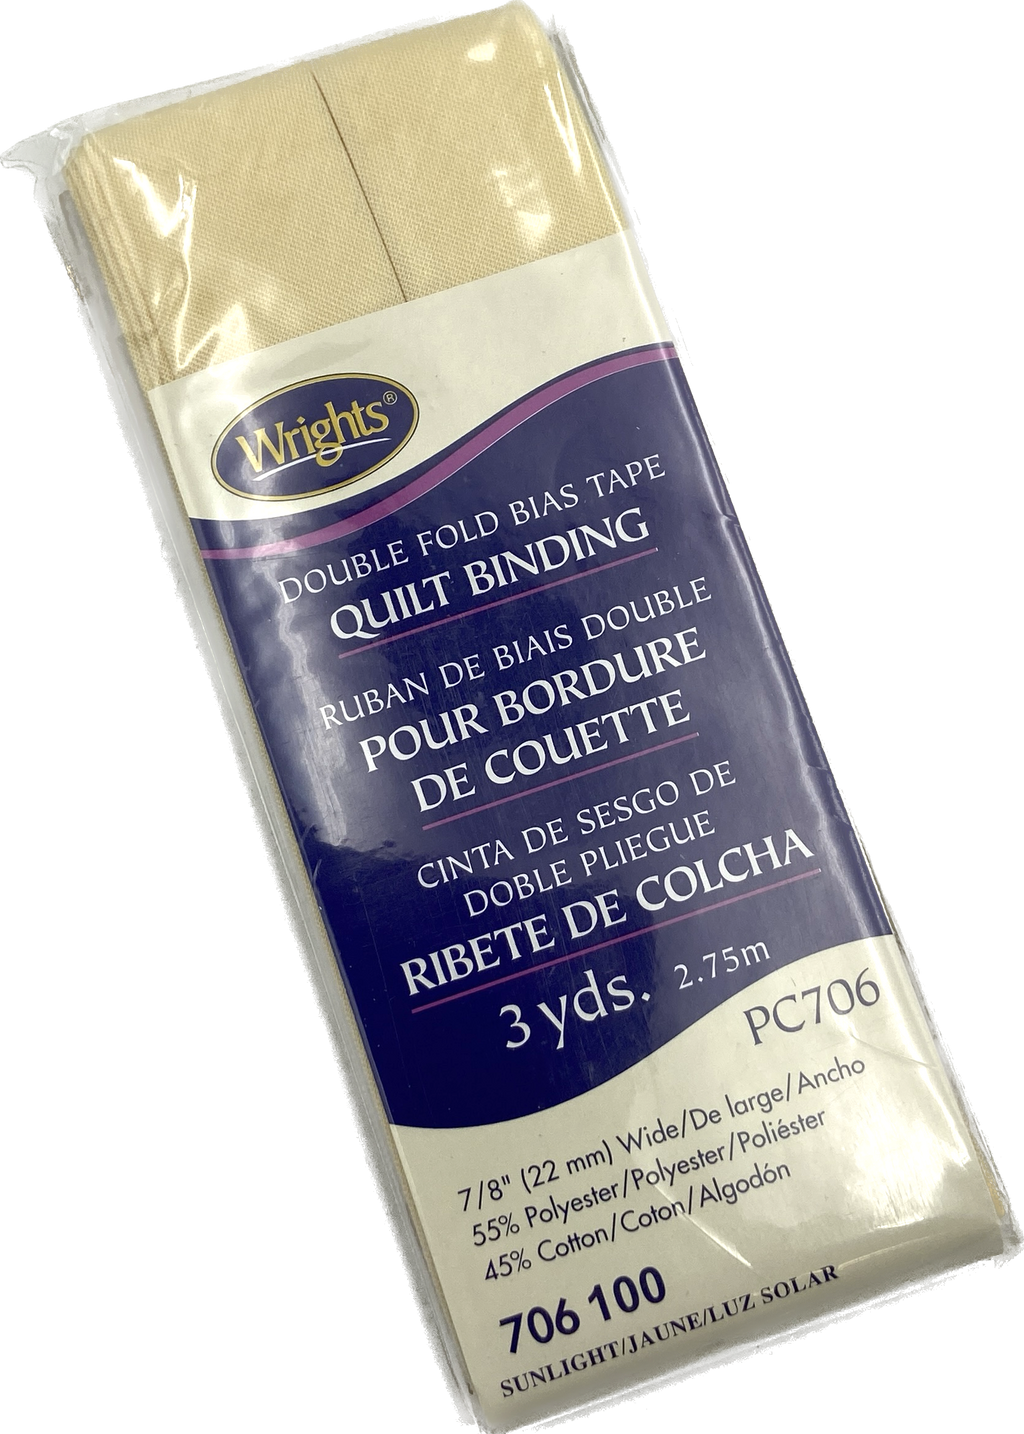 Wrights®
DOUBLE FOLD BIAS TAPE
QUILT BINDING
RUBAN DE BIAIS DOUBLE
POUR BORDURE
DE COUETTE
CINTA DE SESGO DE
DOBLE PLIEGUE
RIBETE DE COLCHA
3 yds. 2.75m
PC706
7/8" (22 mm) Wide/De large/Ancho
55% Polyester/Polyester/Poliéster
45% Cotton/Coton/Algodón
706 100
SUNLIGHT/JAUNE/LUZ SOLAR